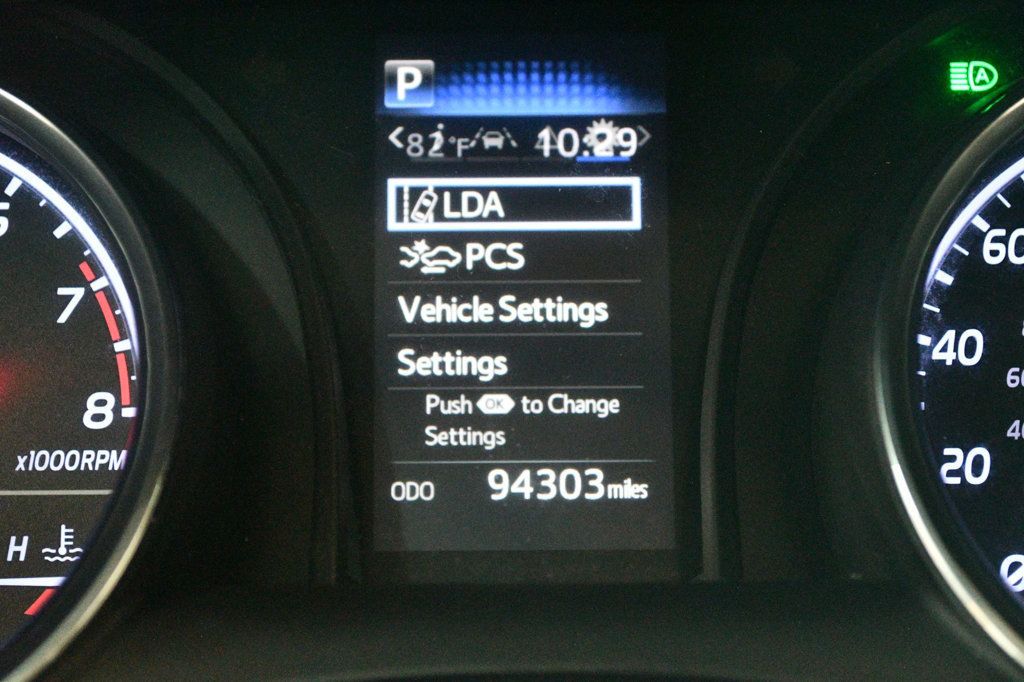 P
A
82°F 10:29
LDA
PCS
Vehicle Settings
Settings
Push OK to Change
Settings
ODO 94303 miles
7
8
x1000RPM
H
60
40
20